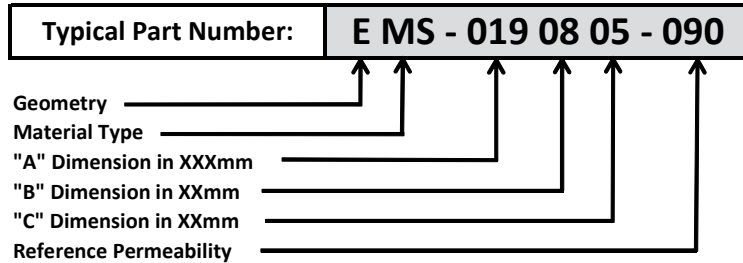 Typical Part Number: E MS - 019 08 05 - 090
Geometry
Material Type
"A" Dimension in XXXmm
"B" Dimension in XXmm
"C" Dimension in XXmm
Reference Permeability